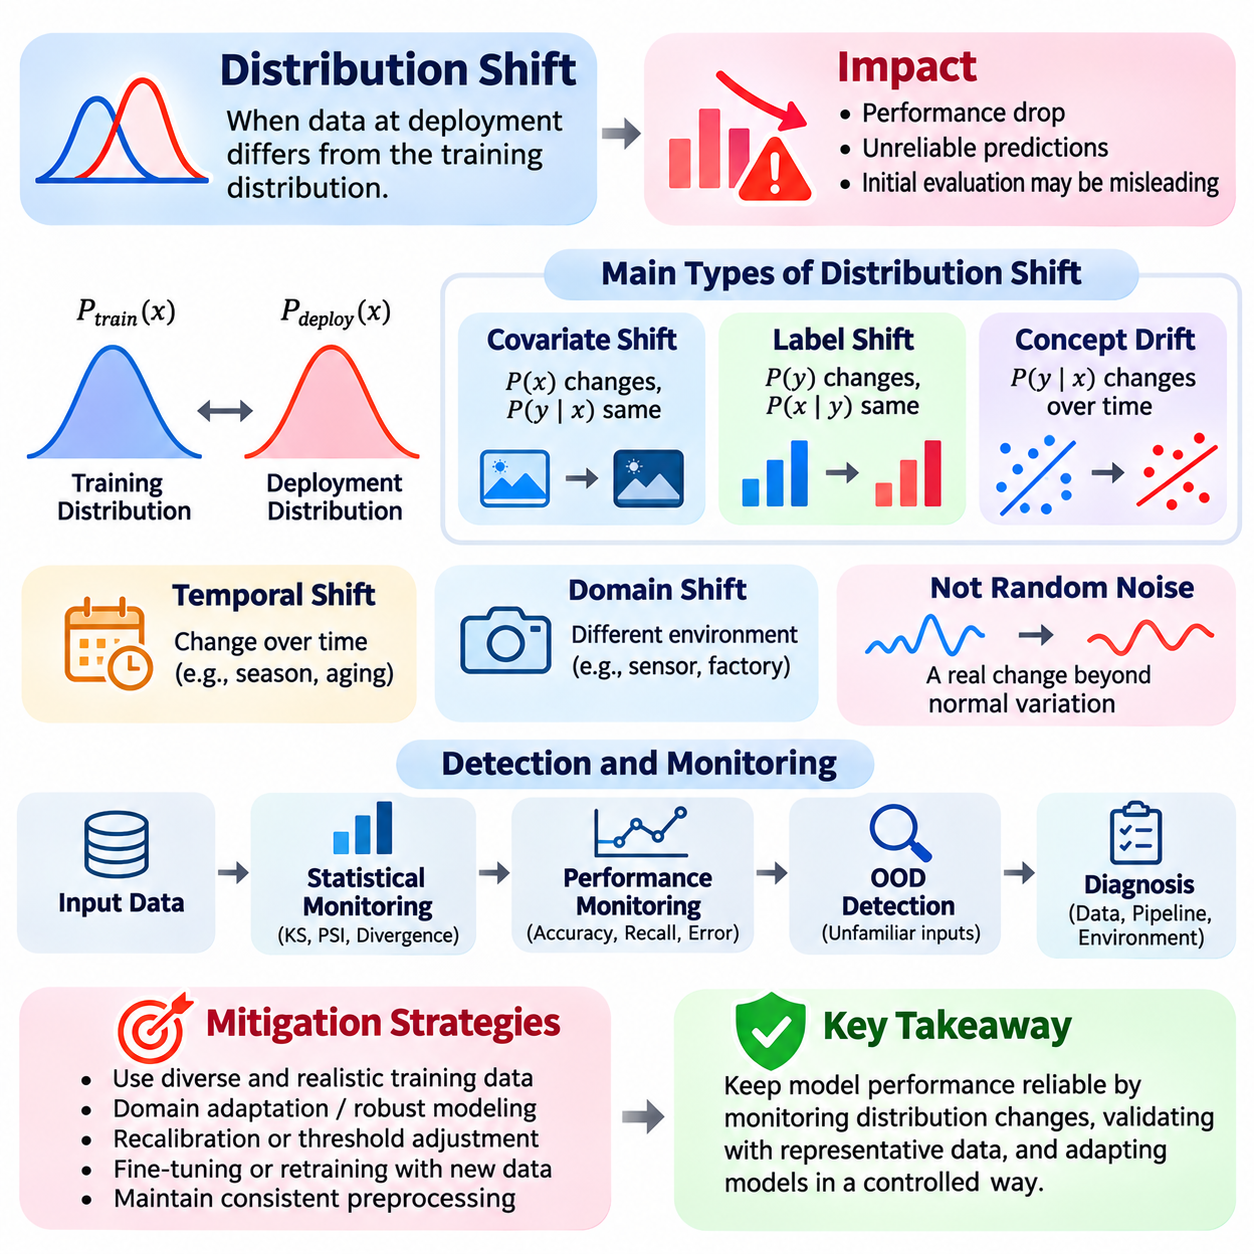 Distribution Shift
When data at deployment
differs from the training
distribution.
Impact
• Performance drop
• Unreliable predictions
• Initial evaluation may be misleading
P_train(x)
P_deploy(x)
Training
Distribution
Deployment
Distribution
Main Types of Distribution Shift
Covariate Shift
P(x) changes,
P(y | x) same
Label Shift
P(y) changes,
P(x | y) same
Concept Drift
P(y | x) changes
over time
Temporal Shift
Change over time
(e.g., season, aging)
Domain Shift
Different environment
(e.g., sensor, factory)
Not Random Noise
A real change beyond
normal variation
Detection and Monitoring
Input Data
Statistical
Monitoring
(KS, PSI, Divergence)
Performance
Monitoring
(Accuracy, Recall, Error)
OOD
Detection
(Unfamiliar inputs)
Diagnosis
(Data, Pipeline,
Environment)
Mitigation Strategies
• Use diverse and realistic training data
• Domain adaptation / robust modeling
• Recalibration or threshold adjustment
• Fine-tuning or retraining with new data
• Maintain consistent preprocessing
Key Takeaway
Keep model performance reliable by
monitoring distribution changes, validating
with representative data, and adapting
models in a controlled way.